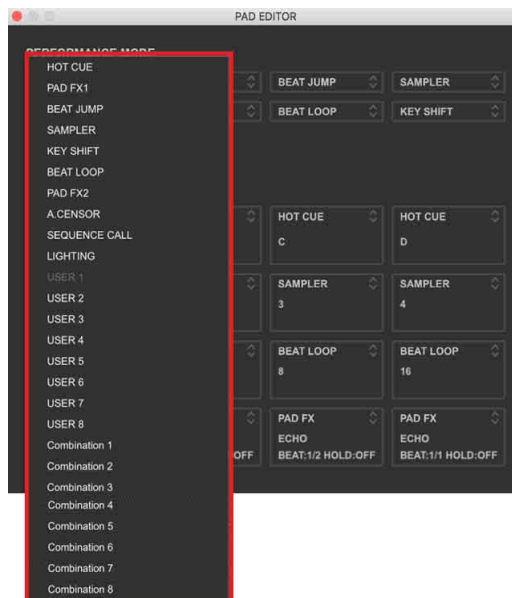 PAD EDITOR
PERFORMANCE MODE
HOT CUE
PAD FX1
BEAT JUMP
SAMPLER
KEY SHIFT
BEAT LOOP
PAD FX2
A.CENSOR
SEQUENCE CALL
LIGHTING
USER 1
USER 2
USER 3
USER 4
USER 5
USER 6
USER 7
USER 8
Combination 1
Combination 2
Combination 3
Combination 4
Combination 5
Combination 6
Combination 7
Combination 8
BEAT JUMP
SAMPLER
BEAT LOOP
KEY SHIFT
HOT CUE
C
HOT CUE
D
SAMPLER
3
SAMPLER
4
BEAT LOOP
8
BEAT LOOP
16
OFF
PAD FX
ECHO
BEAT:1/2 HOLD:OFF
PAD FX
ECHO
BEAT:1/1 HOLD:OFF